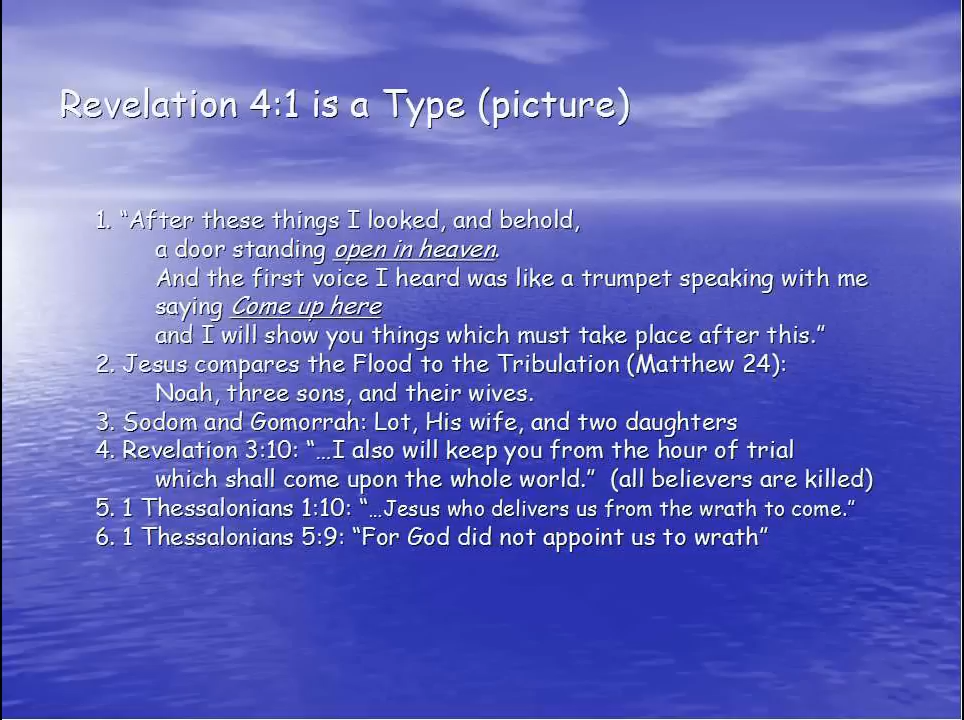 Revelation 4:1 is a Type (picture)
1. “After these things I looked, and behold,
a door standing open in heaven.
And the first voice I heard was like a trumpet speaking with me
saying Come up here
and I will show you things which must take place after this.”
2. Jesus compares the Flood to the Tribulation (Matthew 24):
Noah, three sons, and their wives.
3. Sodom and Gomorrah: Lot, His wife, and two daughters
4. Revelation 3:10: “…I also will keep you from the hour of trial
which shall come upon the whole world.” (all believers are killed)
5. 1 Thessalonians 1:10: “…Jesus who delivers us from the wrath to come.”
6. 1 Thessalonians 5:9: “For God did not appoint us to wrath”